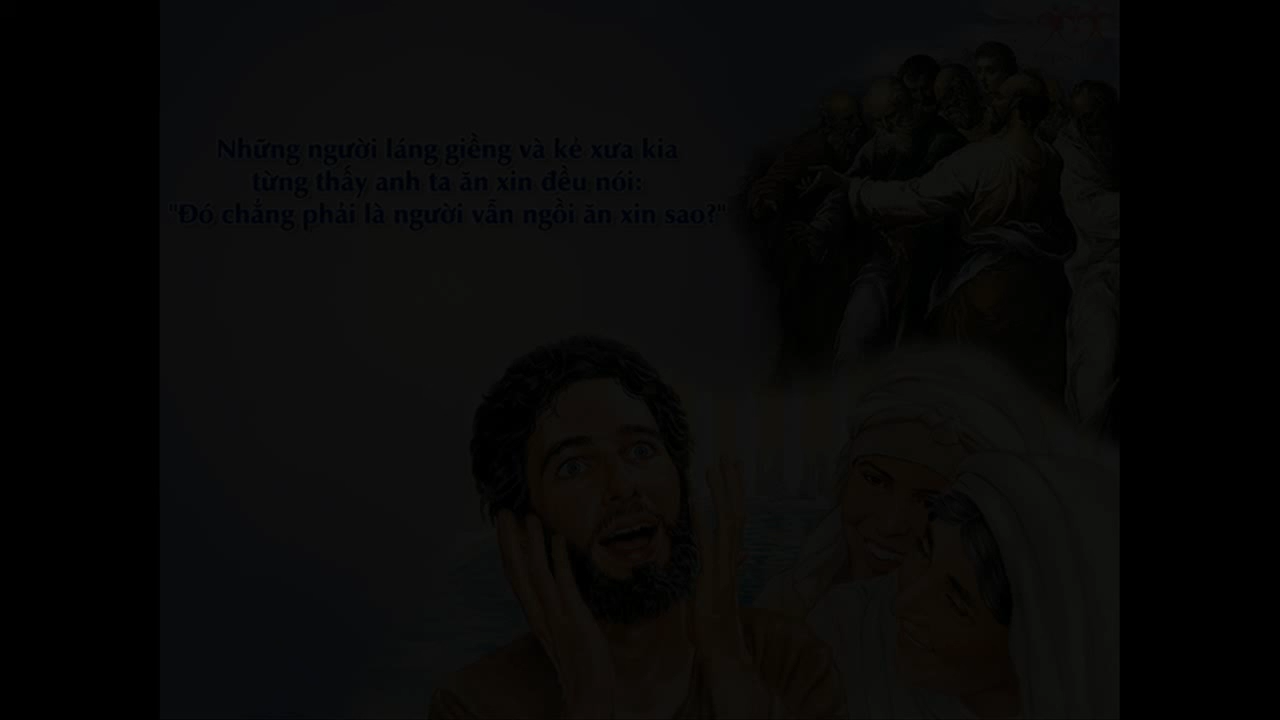 Những người láng giềng và kẻ xưa kia
từng thấy anh ta ăn xin đều nói:
"Đó chẳng phải là người vẫn ngồi ăn xin sao?"